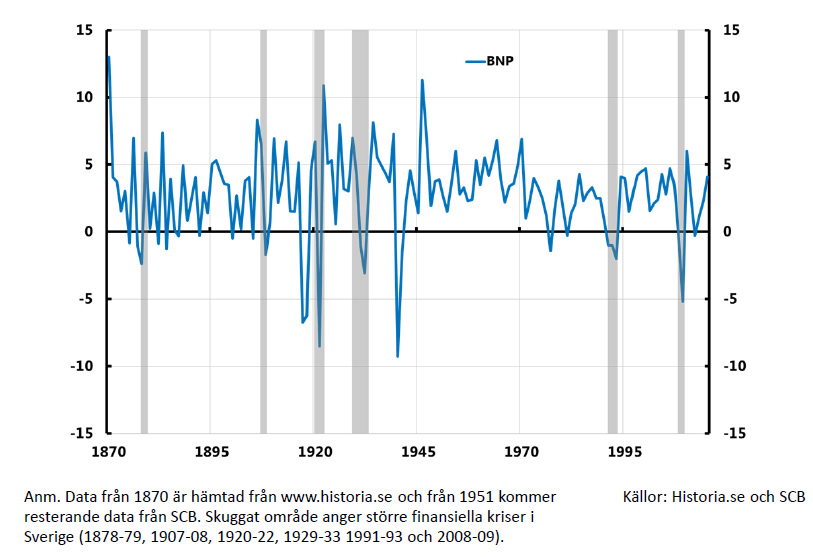 15 15
BNP
10 10
5 5
0 0
-5 -5
-10 -10
-15 -15
1870 1895 1920 1945 1970 1995
Anm. Data från 1870 är hämtad från www.historia.se och från 1951 kommer
resterande data från SCB. Skuggat område anger större finansiella kriser i
Sverige (1878-79, 1907-08, 1920-22, 1929-33 1991-93 och 2008-09).
Källor: Historia.se och SCB